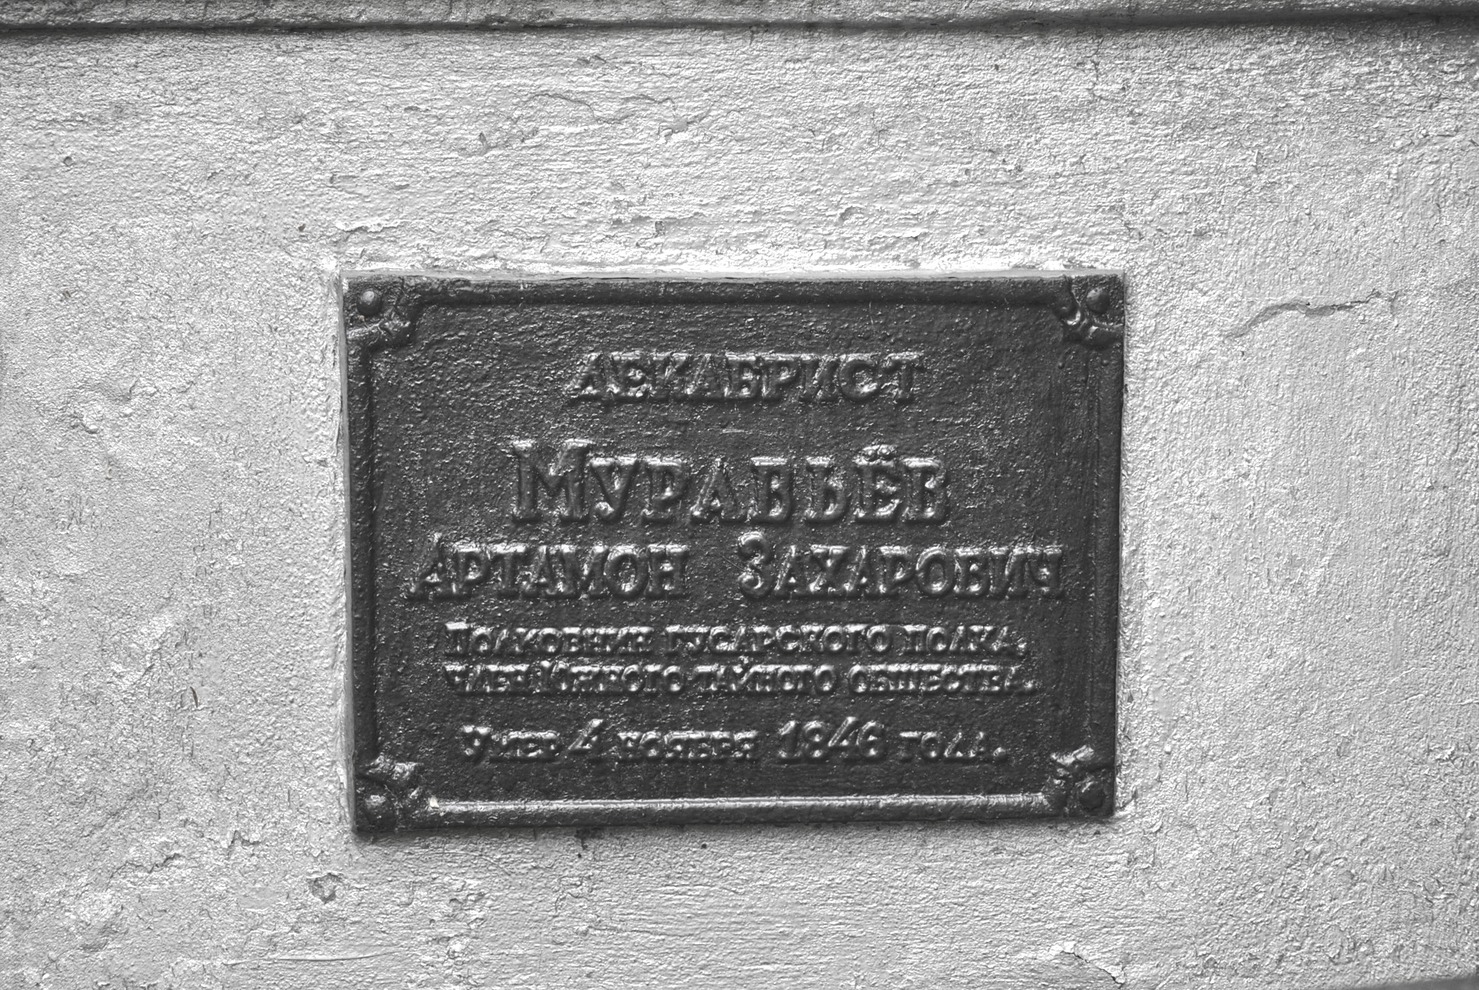 ДЕКАБРИСТ
МУРАВЬЁВ
АРТАМОН ЗАХАРОВИЧ
ПОЛКОВНИК ГУСАРСКОГО ПОЛКА,
ЧЛЕН ЮЖНОГО ТАЙНОГО ОБЩЕСТВА.
УМЕР 4 НОЯБРЯ 1846 ГОДА.